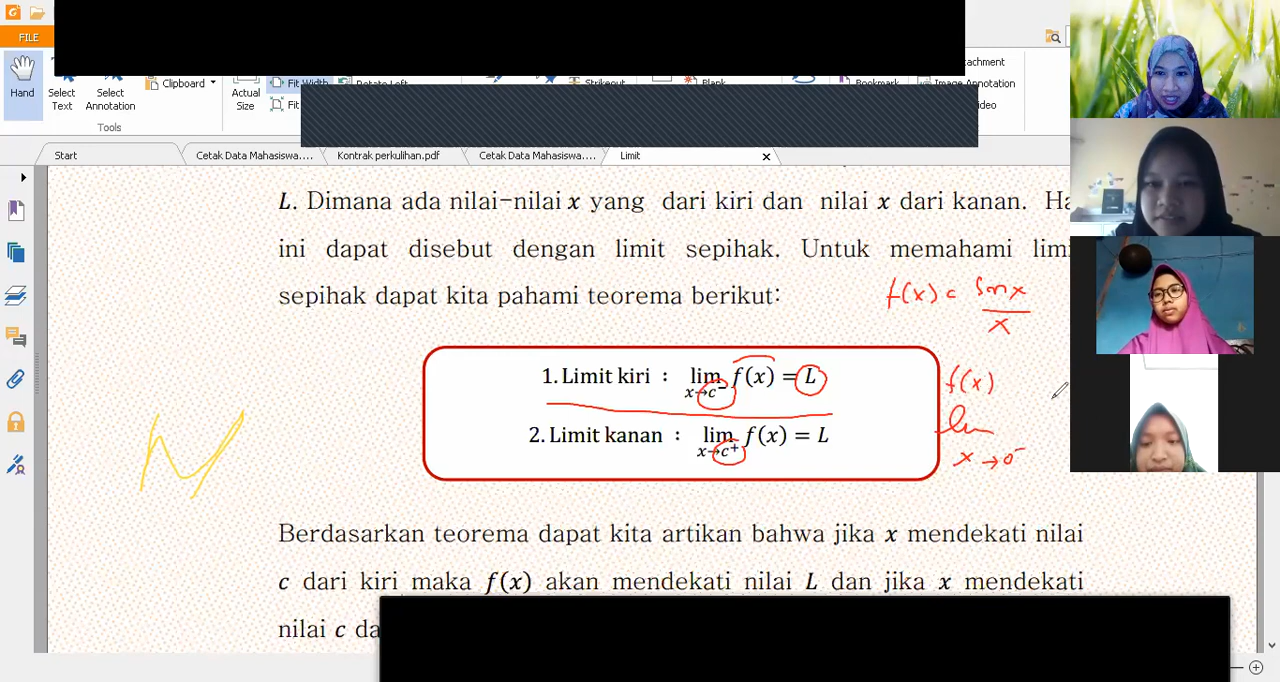 FILE
Hand
Select Text
Select Annotation
Clipboard
Tools
Actual Size
Fit Width
Rotate Left
Fit
Strikeout
Blank
Bookmark
Image Annotation
Start
Cetak Data Mahasiswa....
Kontrak perkulihan.pdf
Cetak Data Mahasiswa....
Limit
L. Dimana ada nilai-nilai x yang dari kiri dan nilai x dari kanan.
ini dapat disebut dengan limit sepihak. Untuk memahami
sepihak dapat kita pahami teorema berikut:
f(x) = sin x / x
1. Limit kiri : lim x→c⁻ f(x) = L
2. Limit kanan : lim x→c⁺ f(x) = L
f(x)
lim
x → 0⁻
Berdasarkan teorema dapat kita artikan bahwa jika x mendekati nilai
c dari kiri maka f(x) akan mendekati nilai L dan jika x mendekati
nilai c